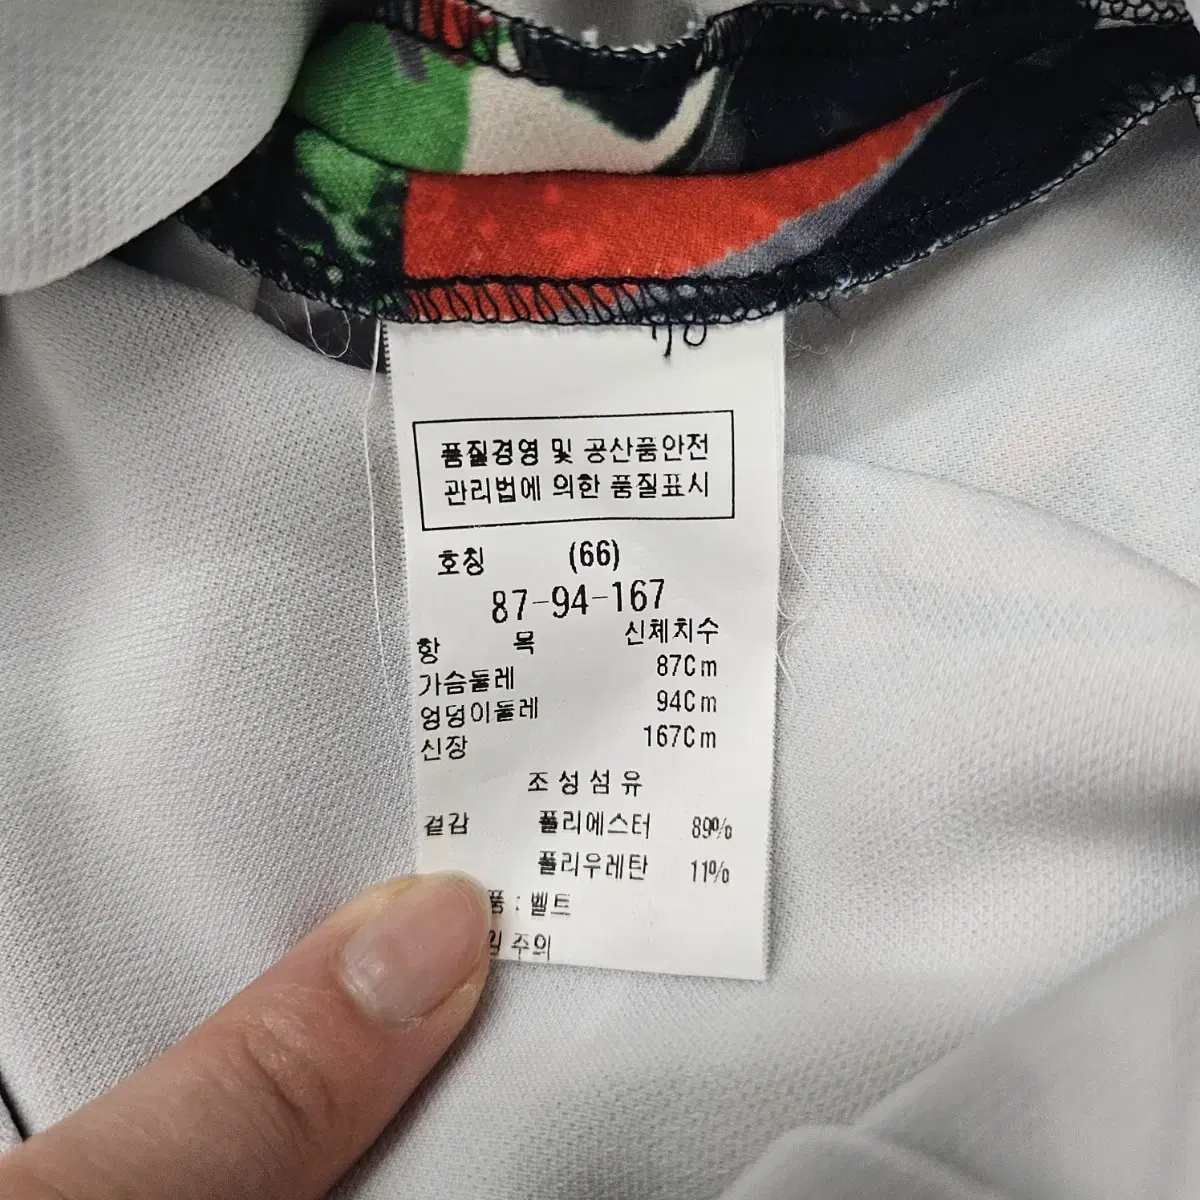 품질경영 및 공산품안전
관리법에 의한 품질표시
호칭 (66)
87-94-167
항 목 신체치수
가슴둘레 87Cm
엉덩이둘레 94Cm
신장 167Cm
조성섬유
겉감 폴리에스터 89%
폴리우레탄 11%
품 : 벨트
주의